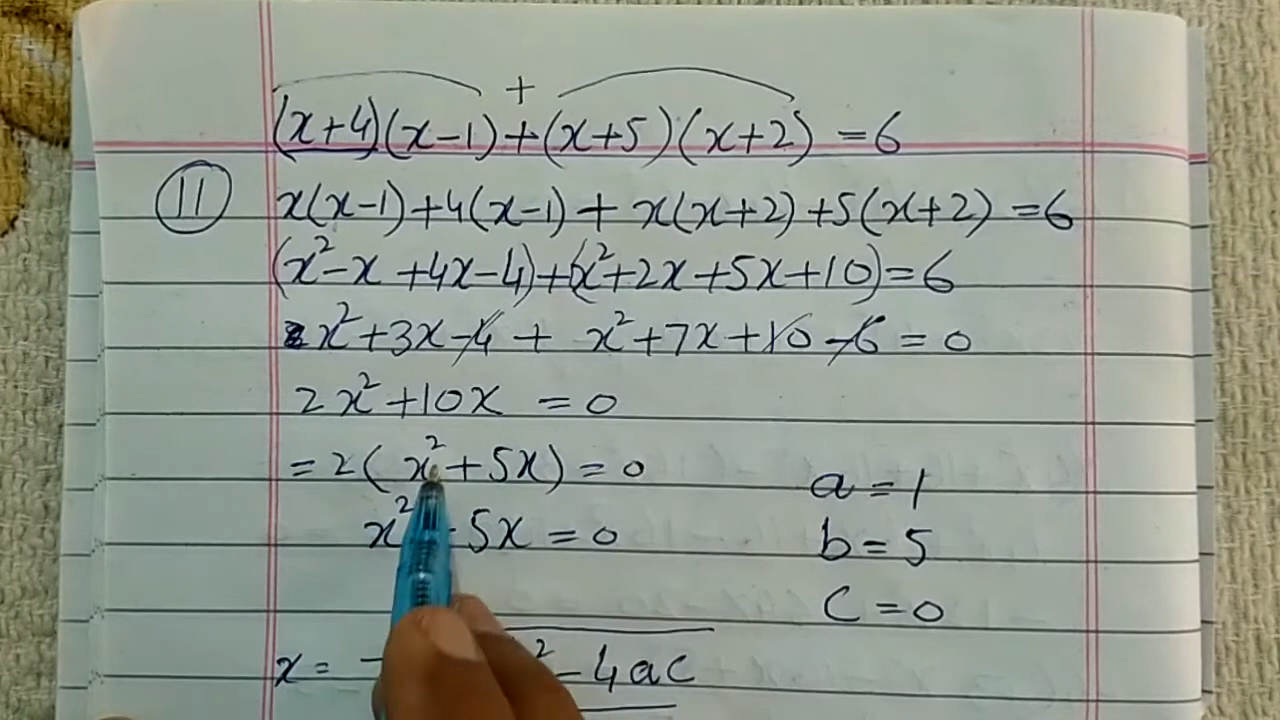 +
(x+4)(x-1)+(x+5)(x+2) =6
11 x(x-1)+4(x-1)+ x(x+2)+5(x+2) =6
(x²-x+4x-4)+(x²+2x+5x+10)=6
x²+3x-4 + x²+7x+10-6=0
2x²+10x =0
=2(x²+5x)=0
a=1
x² 5x=0
b=5
c=0
x= - ²-4ac